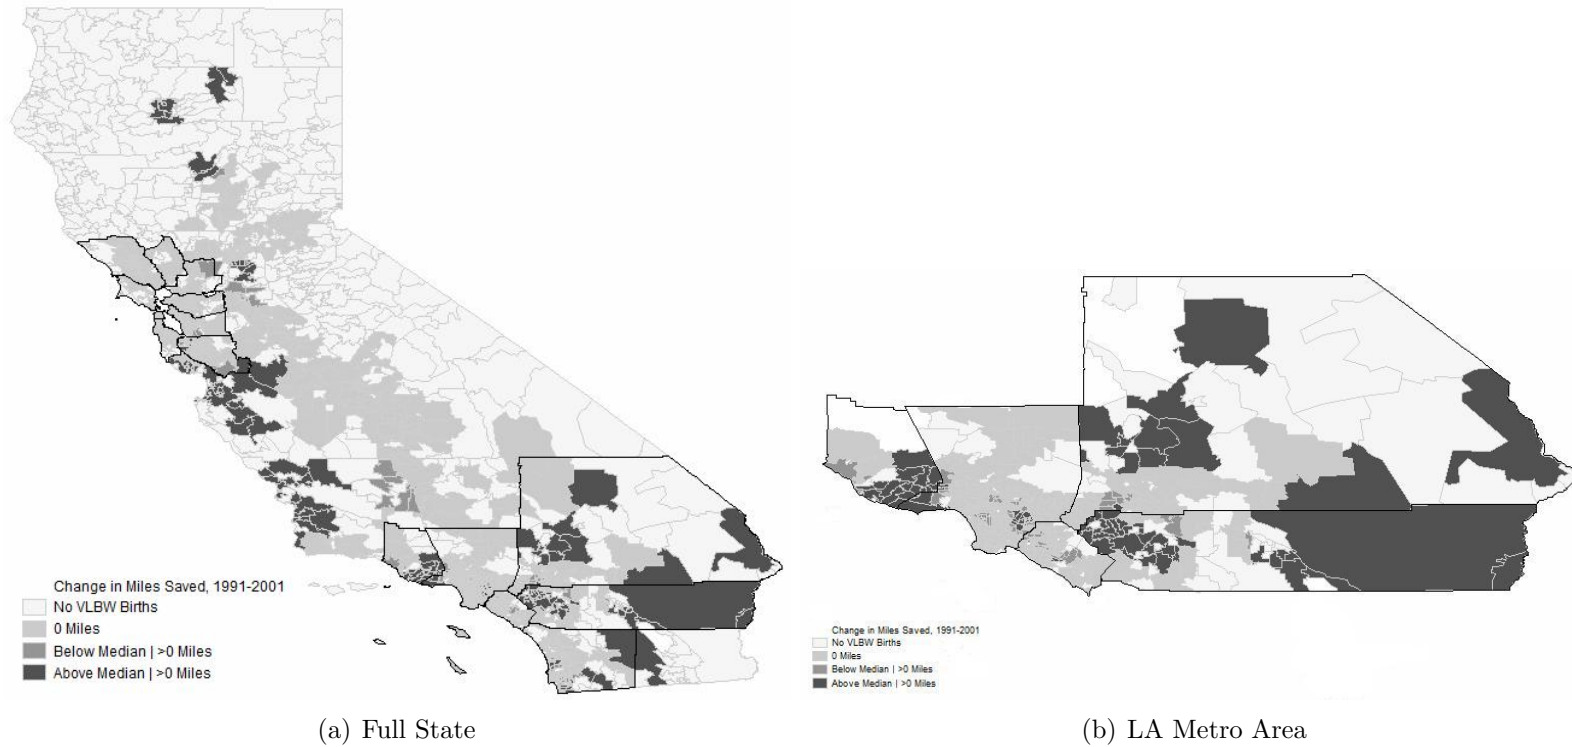 Change in Miles Saved, 1991-2001
No VLBW Births
0 Miles
Below Median | >0 Miles
Above Median | >0 Miles
(a) Full State
Change in Miles Saved, 1991-2001
No VLBW Births
0 Miles
Below Median | >0 Miles
Above Median | >0 Miles
(b) LA Metro Area